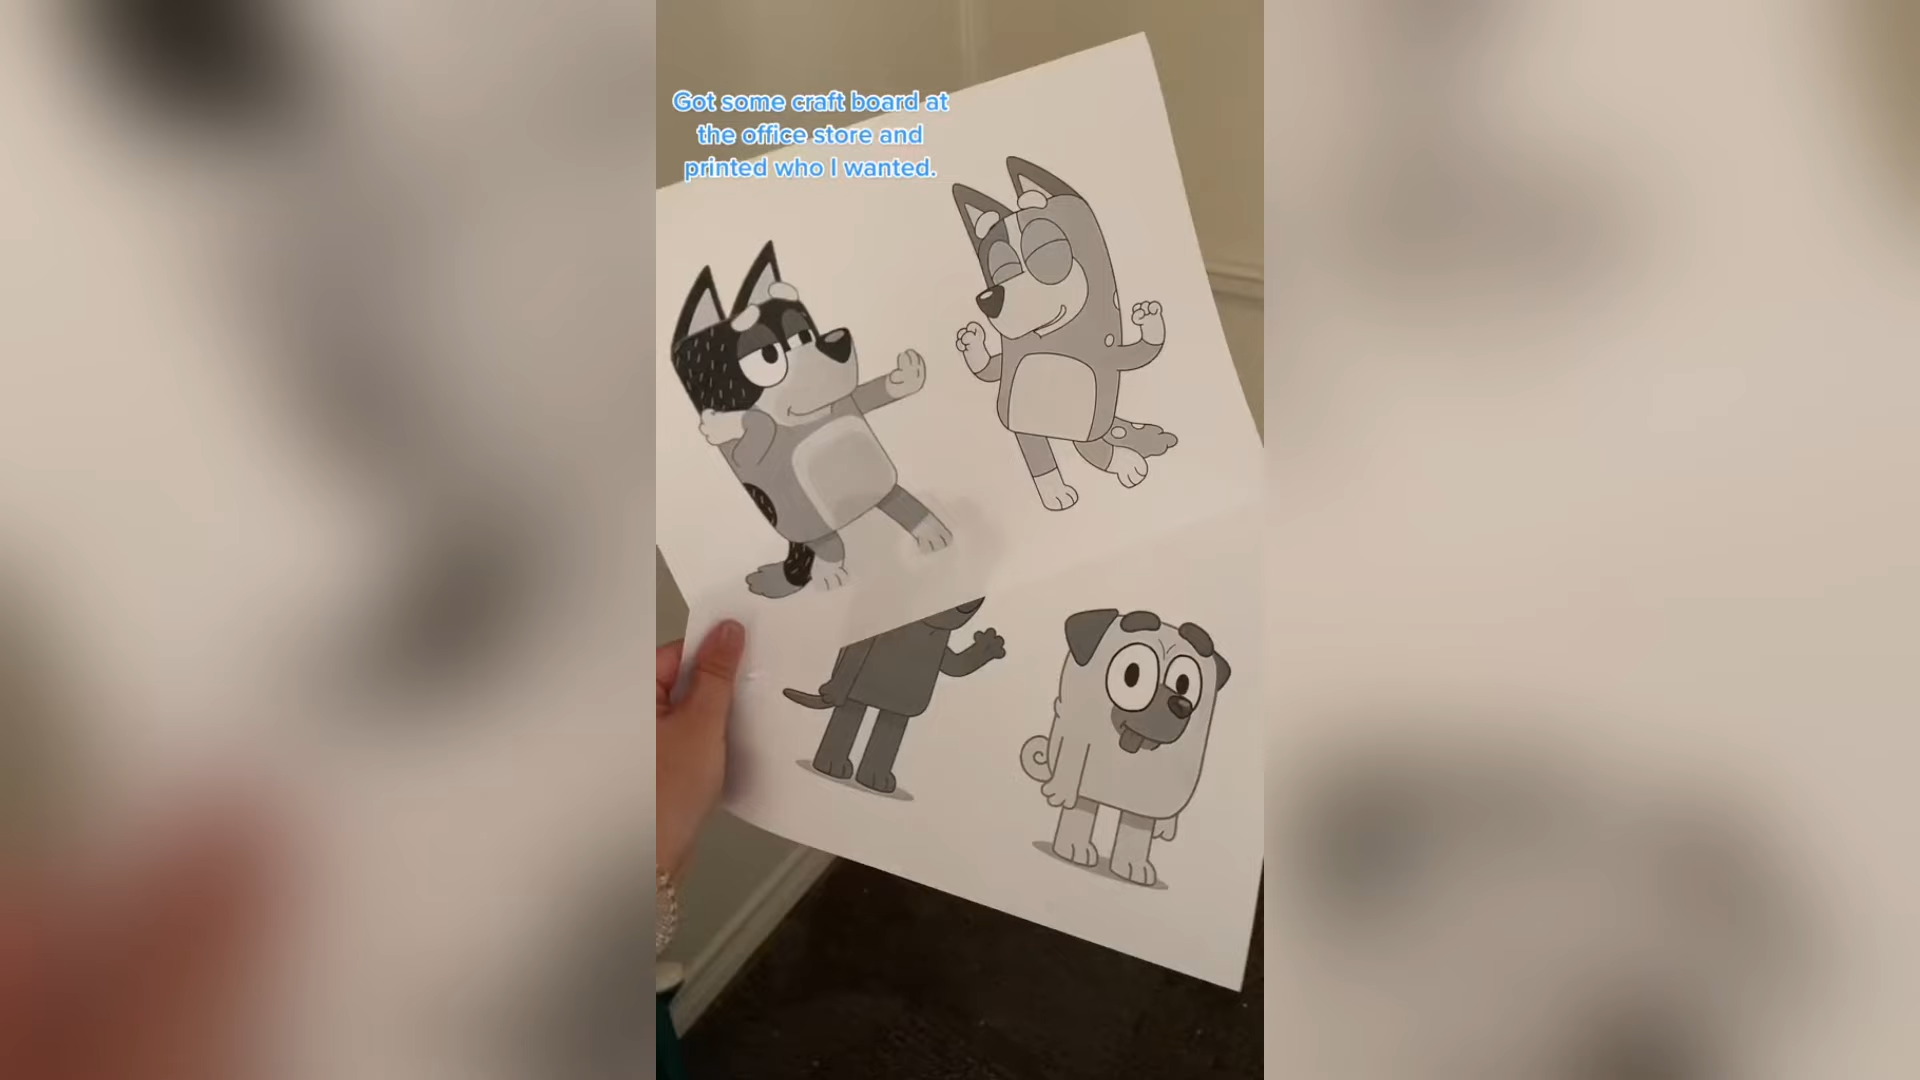 Got some craft board at
the office store and
printed who I wanted.